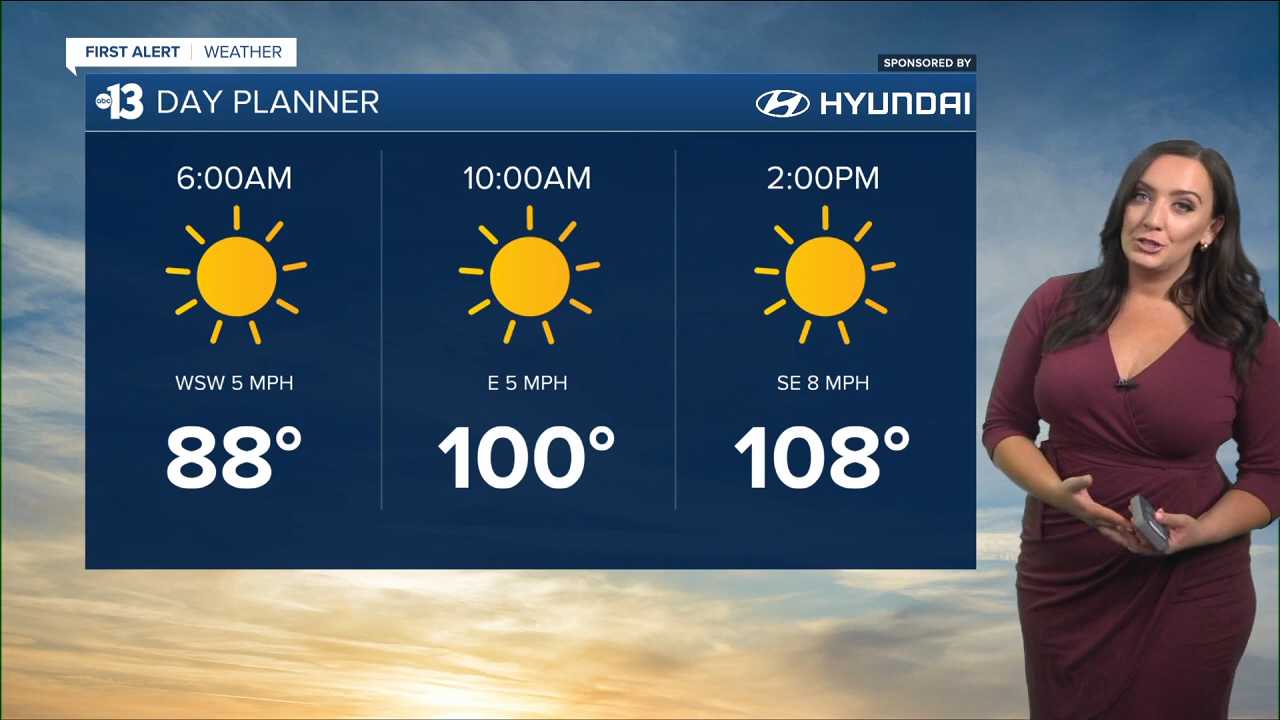 FIRST ALERT | WEATHER
SPONSORED BY
abc 13 DAY PLANNER
HYUNDAI
6:00AM 10:00AM 2:00PM
WSW 5 MPH E 5 MPH SE 8 MPH
88° 100° 108°